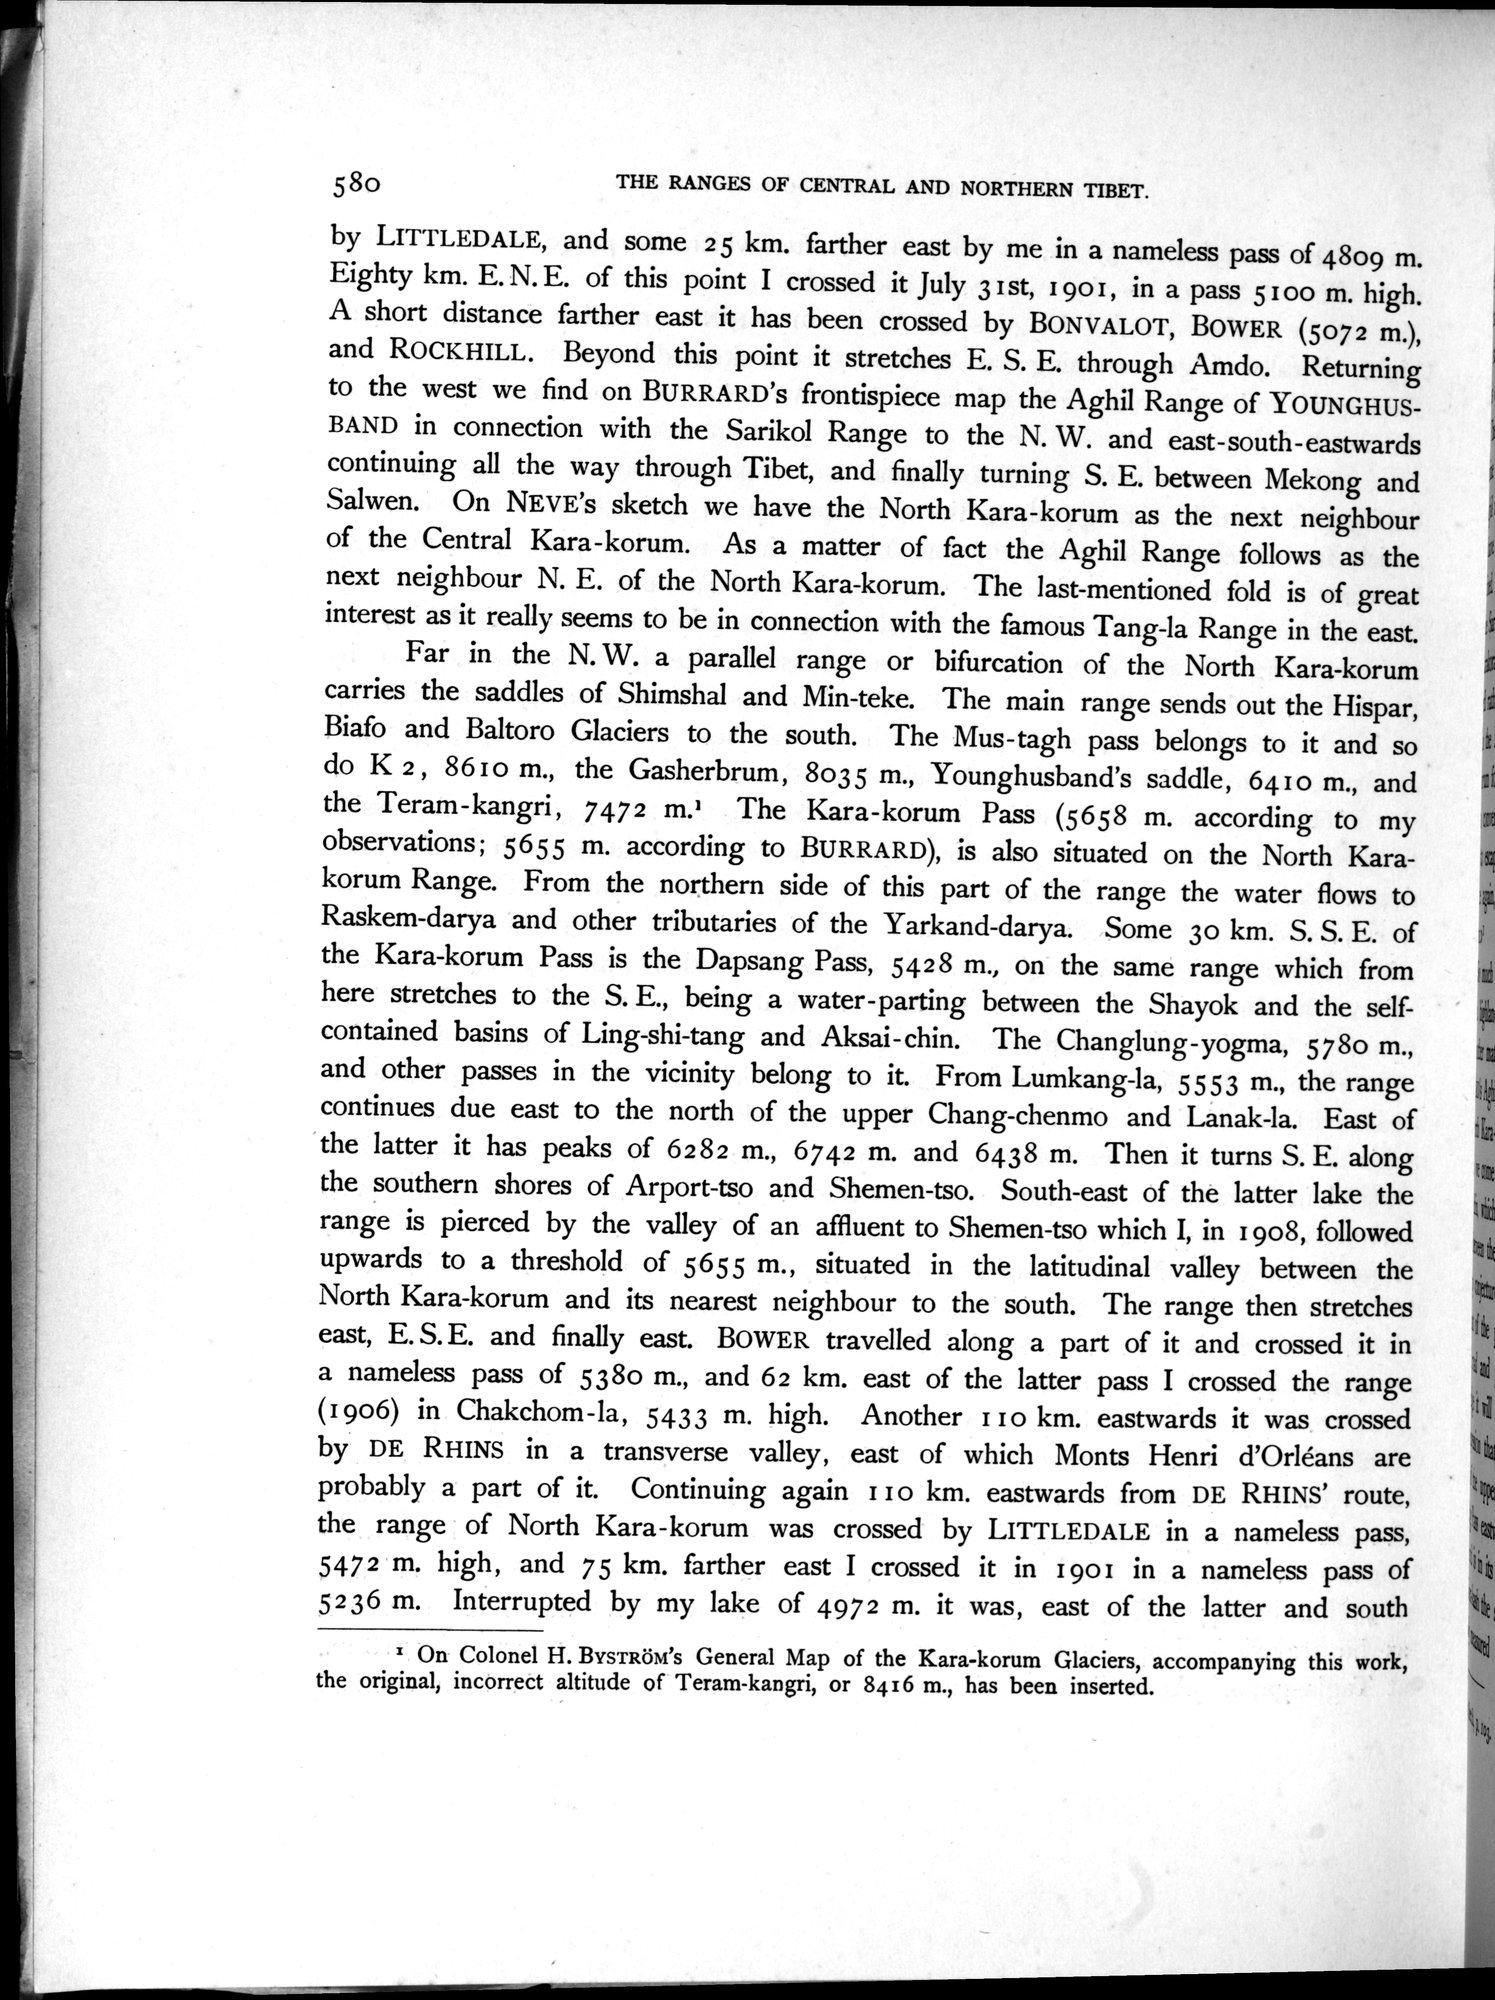 580 THE RANGES OF CENTRAL AND NORTHERN TIBET.
by LITTLEDALE, and some 25 km. farther east by me in a nameless pass of 4809 m.
Eighty km. E. N. E. of this point I crossed it July 31st, 1901, in a pass 5100 m. high.
A short distance farther east it has been crossed by BONVALOT, BOWER (5072 m.),
and ROCKHILL. Beyond this point it stretches E. S. E. through Amdo. Returning
to the west we find on BURRARD's frontispiece map the Aghil Range of YOUNGHUS-
BAND in connection with the Sarikol Range to the N. W. and east-south-eastwards
continuing all the way through Tibet, and finally turning S. E. between Mekong and
Salwen. On NEVE's sketch we have the North Kara-korum as the next neighbour
of the Central Kara-korum. As a matter of fact the Aghil Range follows as the
next neighbour N. E. of the North Kara-korum. The last-mentioned fold is of great
interest as it really seems to be in connection with the famous Tang-la Range in the east.
Far in the N. W. a parallel range or bifurcation of the North Kara-korum
carries the saddles of Shimshal and Min-teke. The main range sends out the Hispar,
Biafo and Baltoro Glaciers to the south. The Mus-tagh pass belongs to it and so
do K 2, 8610 m., the Gasherbrum, 8035 m., Younghusband's saddle, 6410 m., and
the Teram-kangri, 7472 m.¹ The Kara-korum Pass (5658 m. according to my
observations; 5655 m. according to BURRARD), is also situated on the North Kara-
korum Range. From the northern side of this part of the range the water flows to
Raskem-darya and other tributaries of the Yarkand-darya. Some 30 km. S. S. E. of
the Kara-korum Pass is the Dapsang Pass, 5428 m., on the same range which from
here stretches to the S. E., being a water-parting between the Shayok and the self-
contained basins of Ling-shi-tang and Aksai-chin. The Changlung-yogma, 5780 m.,
and other passes in the vicinity belong to it. From Lumkang-la, 5553 m., the range
continues due east to the north of the upper Chang-chenmo and Lanak-la. East of
the latter it has peaks of 6282 m., 6742 m. and 6438 m. Then it turns S. E. along
the southern shores of Arport-tso and Shemen-tso. South-east of the latter lake the
range is pierced by the valley of an affluent to Shemen-tso which I, in 1908, followed
upwards to a threshold of 5655 m., situated in the latitudinal valley between the
North Kara-korum and its nearest neighbour to the south. The range then stretches
east, E. S. E. and finally east. BOWER travelled along a part of it and crossed it in
a nameless pass of 5380 m., and 62 km. east of the latter pass I crossed the range
(1906) in Chakchom-la, 5433 m. high. Another 110 km. eastwards it was crossed
by DE RHINS in a transverse valley, east of which Monts Henri d'Orléans are
probably a part of it. Continuing again 110 km. eastwards from DE RHINS' route,
the range of North Kara-korum was crossed by LITTLEDALE in a nameless pass,
5472 m. high, and 75 km. farther east I crossed it in 1901 in a nameless pass of
5236 m. Interrupted by my lake of 4972 m. it was, east of the latter and south
¹ On Colonel H. BYSTRÖM's General Map of the Kara-korum Glaciers, accompanying this work,
the original, incorrect altitude of Teram-kangri, or 8416 m., has been inserted.